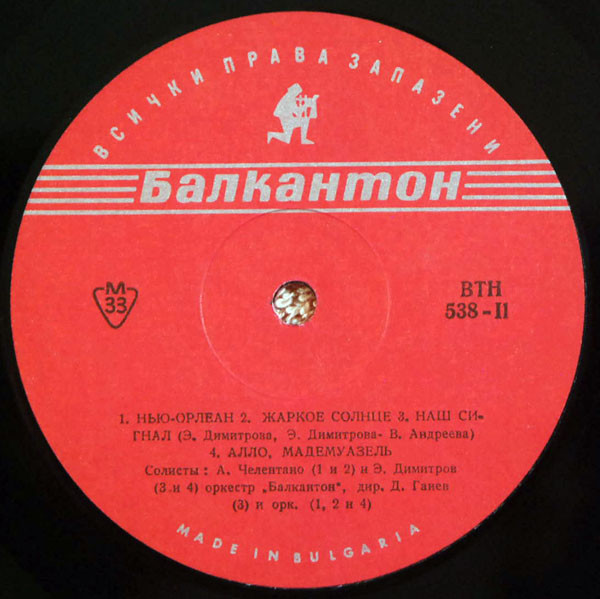 ВСИЧКИ ПРАВА ЗАПАЗЕНИ
Балкантон
М
33
ВТН
538-II
1. НЬЮ-ОРЛЕАН 2. ЖАРКОЕ СОЛНЦЕ 3. НАШ СИ-
ГНАЛ (Э. Димитрова, Э. Димитрова- В. Андреева)
4. АЛЛО, МАДЕМУАЗЕЛЬ
Солисты: А. Челентано (1 и 2) и Э. Димитров
(3 и 4) оркестр „Балкантон", дир. Д. Ганев
(3) и орк. (1, 2 и 4)
MADE IN BULGARIA